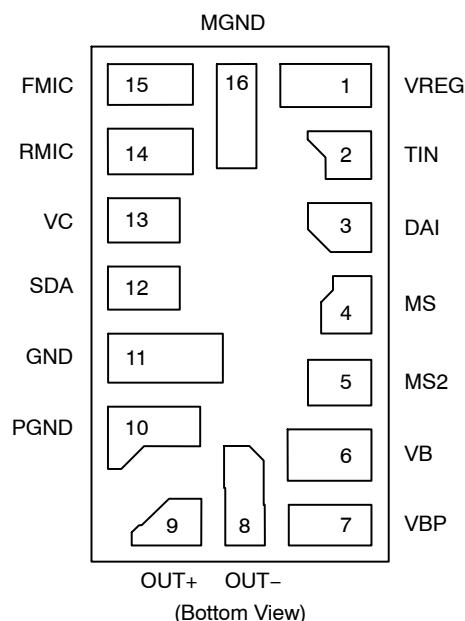 MGND
FMIC 15 16 1 VREG
RMIC 14 2 TIN
VC 13 3 DAI
SDA 12 4 MS
GND 11 5 MS2
PGND 10 6 VB
9 8 7 VBP
OUT+ OUT−
(Bottom View)